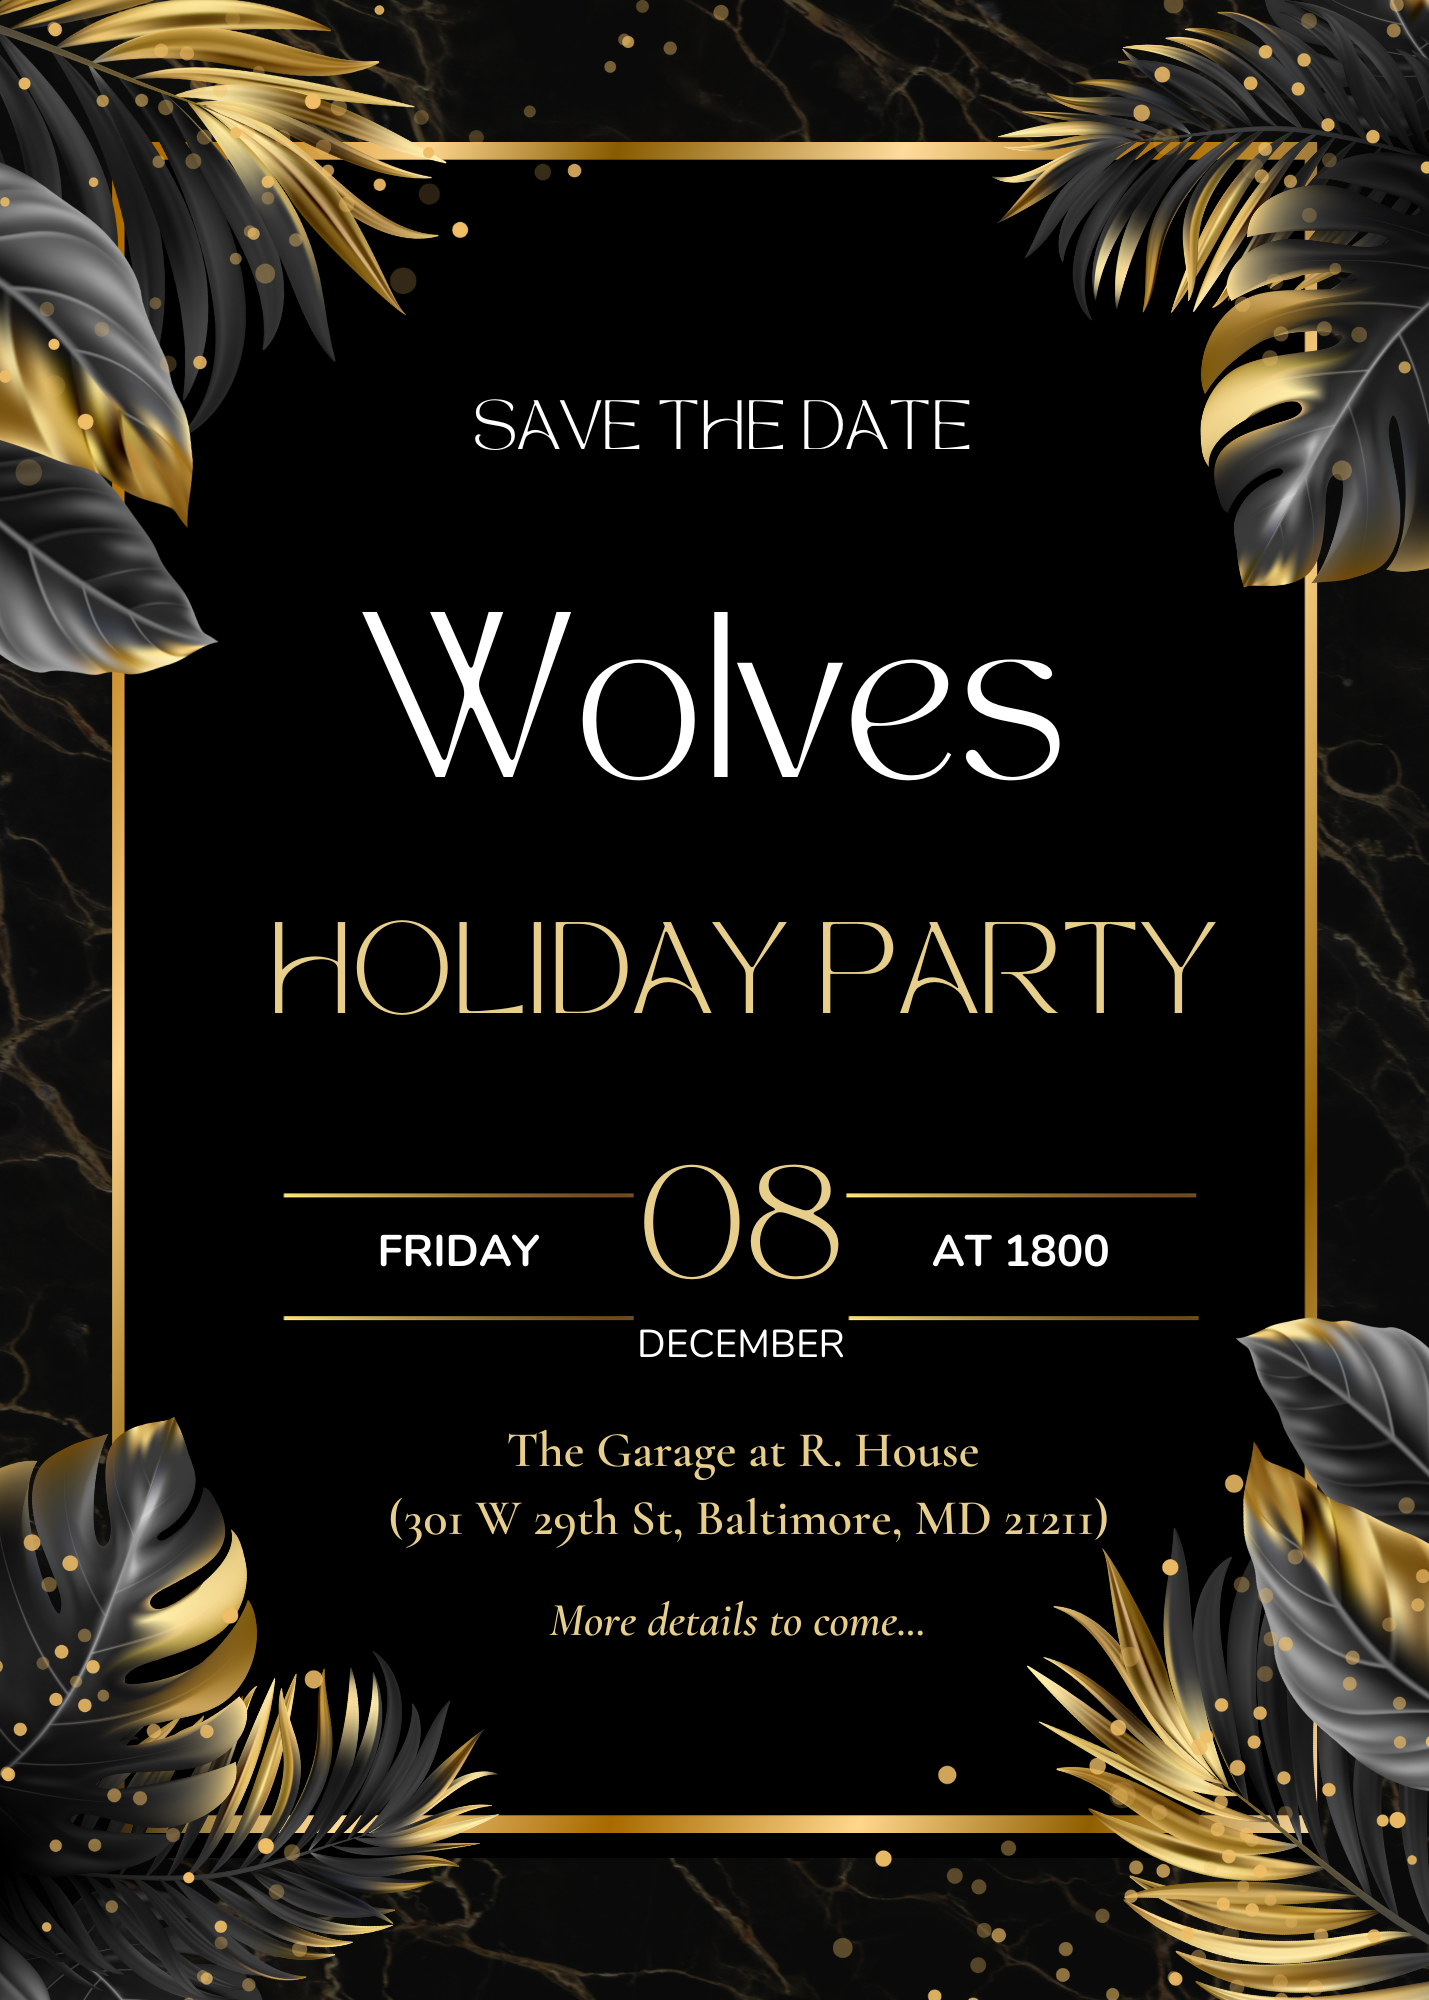 SAVE THE DATE
Wolves
HOLIDAY PARTY
FRIDAY
08
AT 1800
DECEMBER
The Garage at R. House
(301 W 29th St, Baltimore, MD 21211)
More details to come...